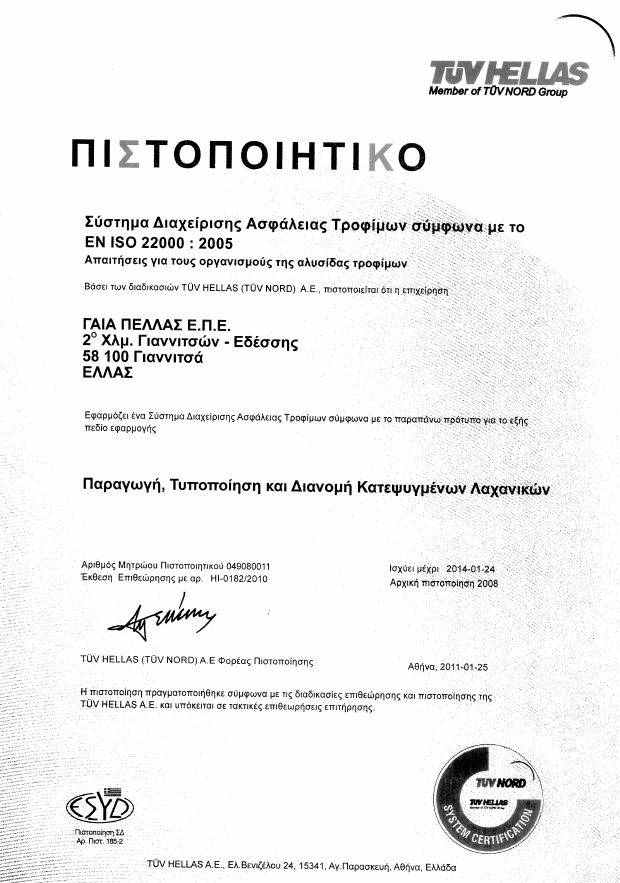 TÜV HELLAS
Member of TÜV NORD Group
ΠΙΣΤΟΠΟΙΗΤΙΚΟ
Σύστημα Διαχείρισης Ασφάλειας Τροφίμων σύμφωνα με το
EN ISO 22000 : 2005
Απαιτήσεις για τους οργανισμούς της αλυσίδας τροφίμων
Βάσει των διαδικασιών TÜV HELLAS (TÜV NORD) A.E., πιστοποιείται ότι η επιχείρηση
ΓΑΙΑ ΠΕΛΛΑΣ Ε.Π.Ε.
2° Χλμ. Γιαννιτσών - Εδέσσης
58 100 Γιαννιτσά
ΕΛΛΑΣ
Εφαρμόζει ένα Σύστημα Διαχείρισης Ασφάλειας Τροφίμων σύμφωνα με το παραπάνω πρότυπο για το εξής
πεδίο εφαρμογής
Παραγωγή, Τυποποίηση και Διανομή Κατεψυγμένων Λαχανικών
Αριθμός Μητρώου Πιστοποιητικού 049080011
Έκθεση Επιθεώρησης με αρ. HI-0182/2010
Ισχύει μέχρι 2014-01-24
Αρχική πιστοποίηση 2008
TÜV HELLAS (TÜV NORD) A.E Φορέας Πιστοποίησης
Αθήνα, 2011-01-25
Η πιστοποίηση πραγματοποιήθηκε σύμφωνα με τις διαδικασίες επιθεώρησης και πιστοποίησης της
TÜV HELLAS A.E. και υπόκειται σε τακτικές επιθεωρήσεις επιτήρησης.
ΕΣΥD
Πιστοποίηση ΣΔ
Αρ. Πιστ. 185-2
TÜV NORD
TÜV HELLAS
Member of TÜV NORD Group
SYSTEM CERTIFICATION
TÜV HELLAS A.E., Ελ.Βενιζέλου 24, 15341, Αγ.Παρασκευή, Αθήνα, Ελλάδα